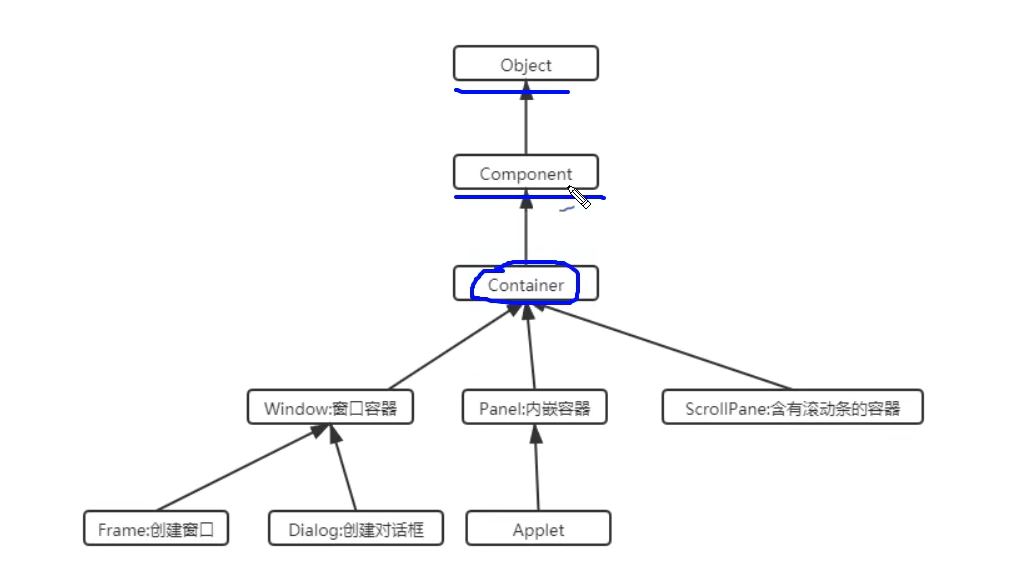 Object
Component
Container
Window:窗口容器
Panel:内嵌容器
ScrollPane:含有滚动条的容器
Frame:创建窗口
Dialog:创建对话框
Applet